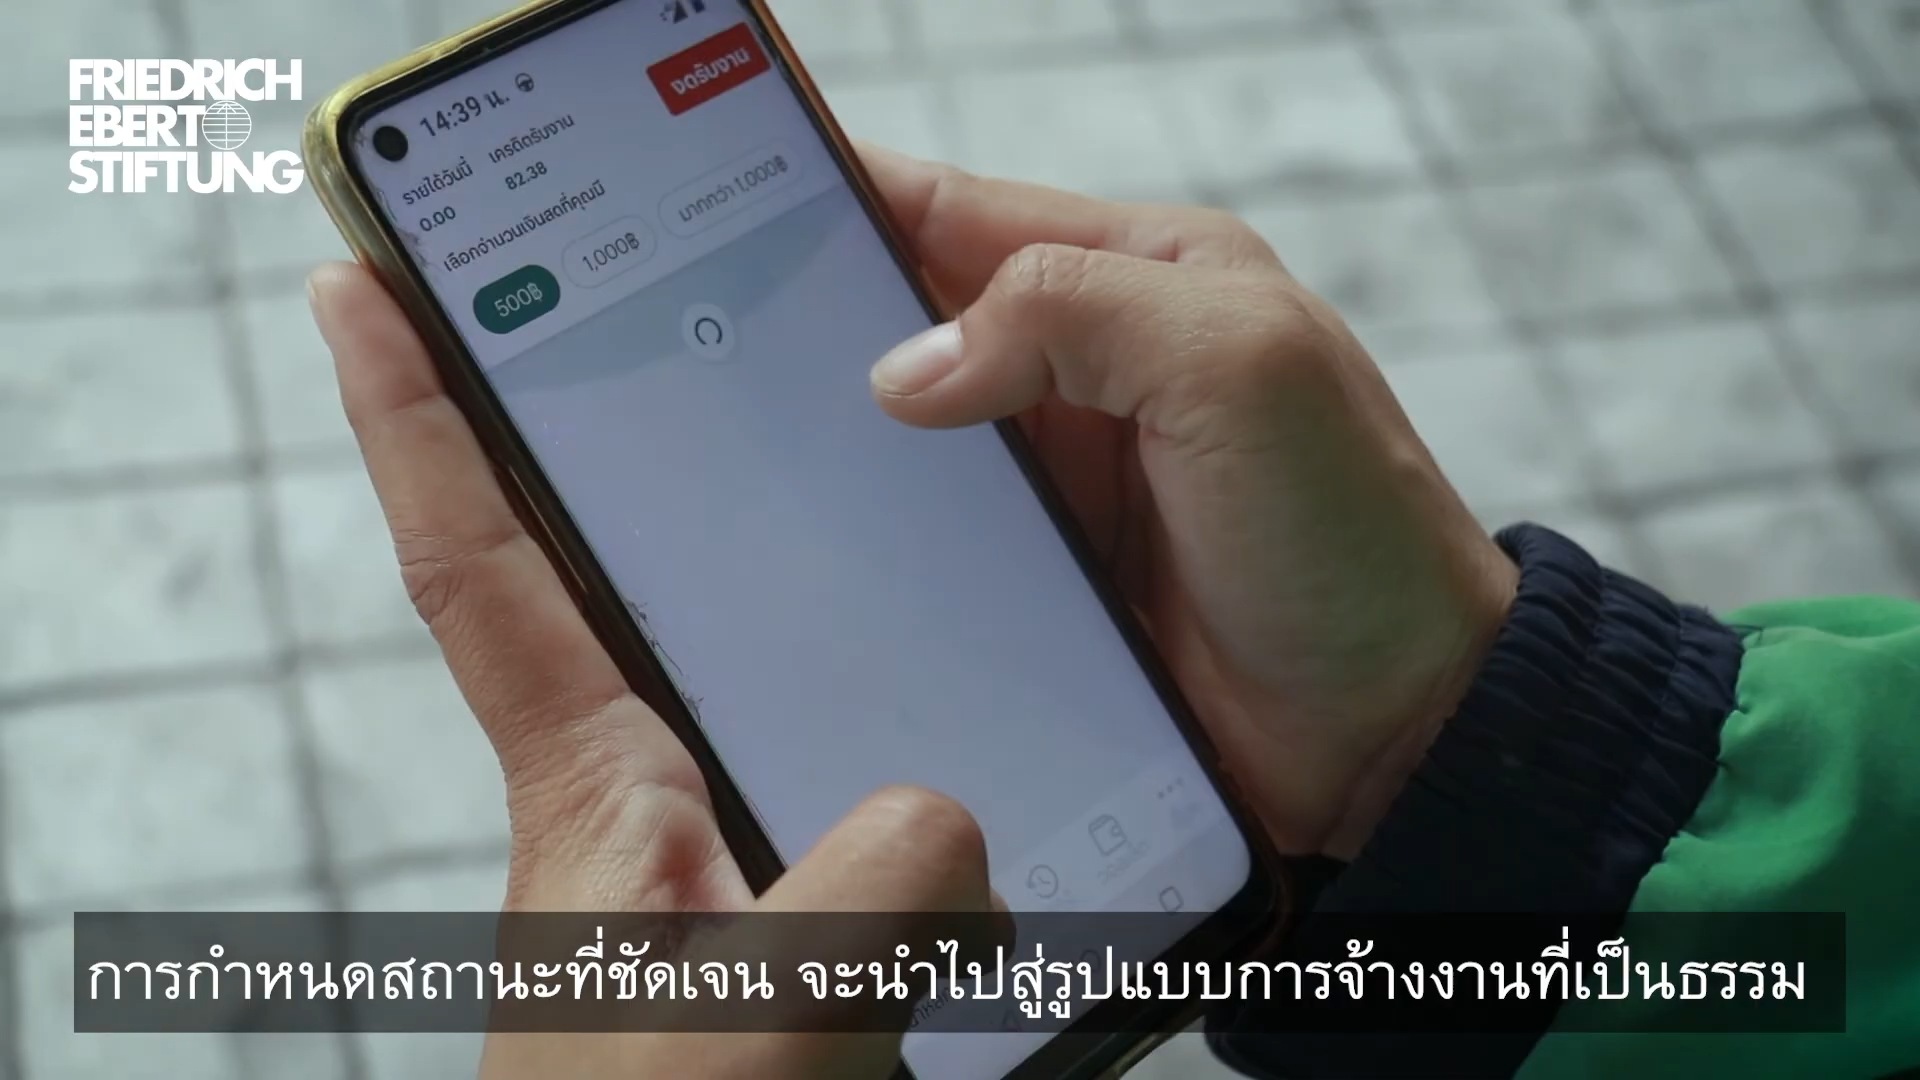 FRIEDRICH
EBERT
STIFTUNG
14:39 น.
งดรับงาน
รายได้วันนี้
เครดิตรับงาน
0.00
82.38
เลือกจำนวนเงินสดที่คุณมี
500฿
1,000฿
มากกว่า 1,000฿
การกำหนดสถานะที่ชัดเจน จะนำไปสู่รูปแบบการจ้างงานที่เป็นธรรม